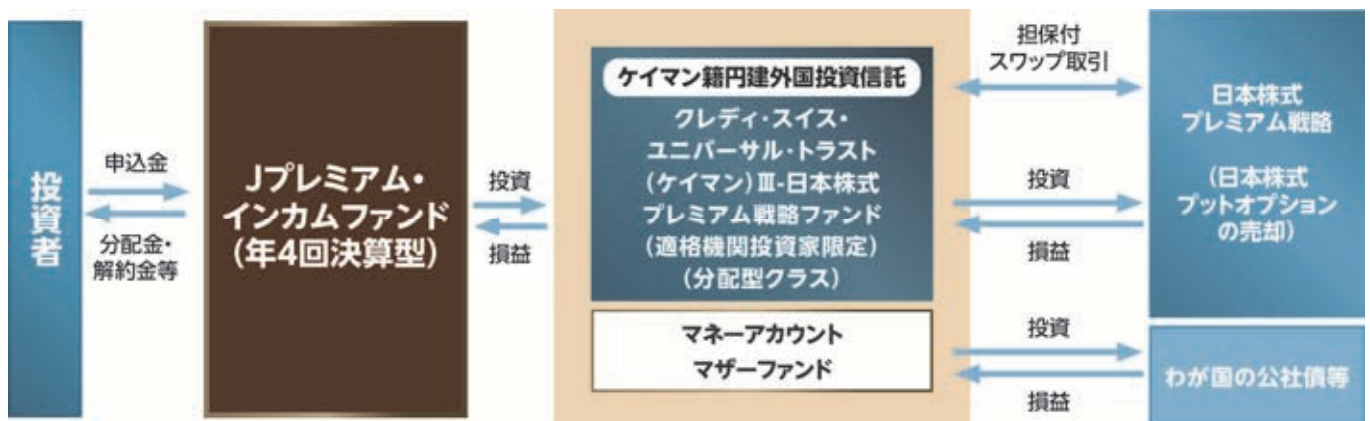 投資者
申込金
分配金・
解約金等
Jプレミアム・
インカムファンド
(年4回決算型)
投資
損益
ケイマン籍円建外国投資信託
クレディ・スイス・
ユニバーサル・トラスト
(ケイマン)Ⅲ-日本株式
プレミアム戦略ファンド
(適格機関投資家限定)
(分配型クラス)
マネーアカウント
マザーファンド
担保付
スワップ取引
投資
損益
投資
損益
日本株式
プレミアム戦略
(日本株式
プットオプション
の売却)
わが国の公社債等